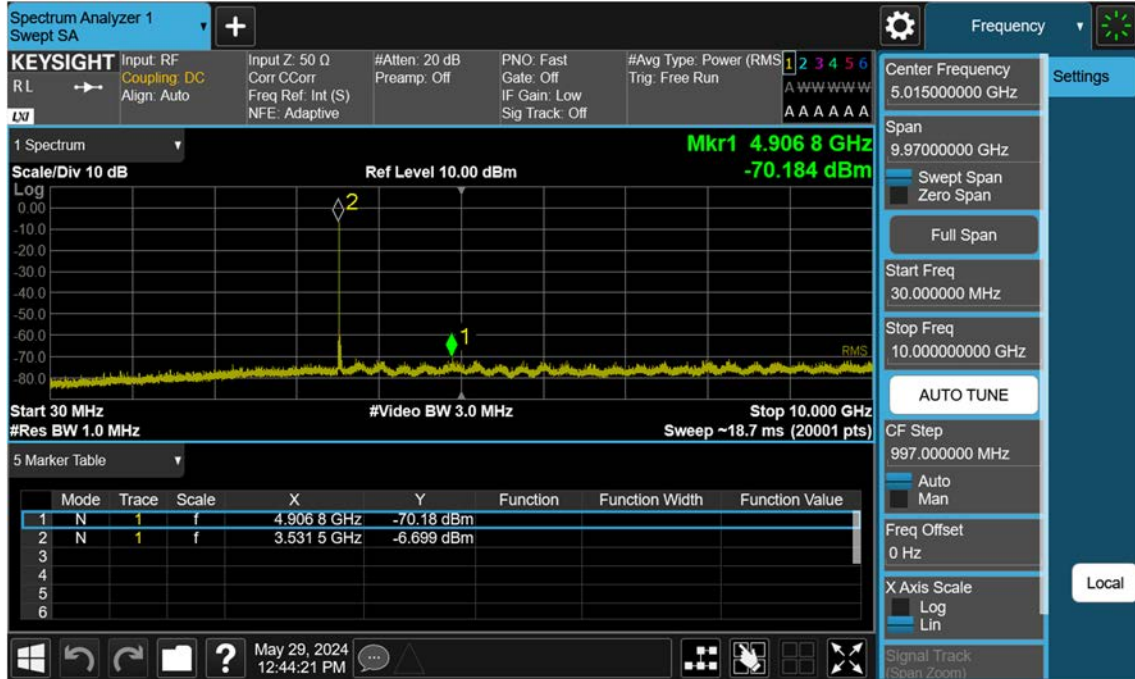 Spectrum Analyzer 1
Swept SA
Frequency
KEYSIGHT
R L
LXI
Input: RF
Coupling: DC
Align: Auto
Input Z: 50 Ω
Corr CCorr
Freq Ref: Int (S)
NFE: Adaptive
#Atten: 20 dB
Preamp: Off
PNO: Fast
Gate: Off
IF Gain: Low
Sig Track: Off
#Avg Type: Power (RMS
Trig: Free Run
1 2 3 4 5 6
A W W W W W
A A A A A A
1 Spectrum
Mkr1 4.906 8 GHz
Scale/Div 10 dB
Ref Level 10.00 dBm
-70.184 dBm
Log
0.00
-10.0
-20.0
-30.0
-40.0
-50.0
-60.0
-70.0
-80.0
2
1
RMS
Start 30 MHz
#Video BW 3.0 MHz
Stop 10.000 GHz
#Res BW 1.0 MHz
Sweep ~18.7 ms (20001 pts)
5 Marker Table
Mode Trace Scale X Y Function Function Width Function Value
1 N 1 f 4.906 8 GHz -70.18 dBm
2 N 1 f 3.531 5 GHz -6.699 dBm
3
4
5
6
?
May 29, 2024
12:44:21 PM
Center Frequency
5.015000000 GHz
Settings
Span
9.97000000 GHz
Swept Span
Zero Span
Full Span
Start Freq
30.000000 MHz
Stop Freq
10.000000000 GHz
AUTO TUNE
CF Step
997.000000 MHz
Auto
Man
Freq Offset
0 Hz
X Axis Scale
Log
Lin
Local
Signal Track
(Span Zoom)